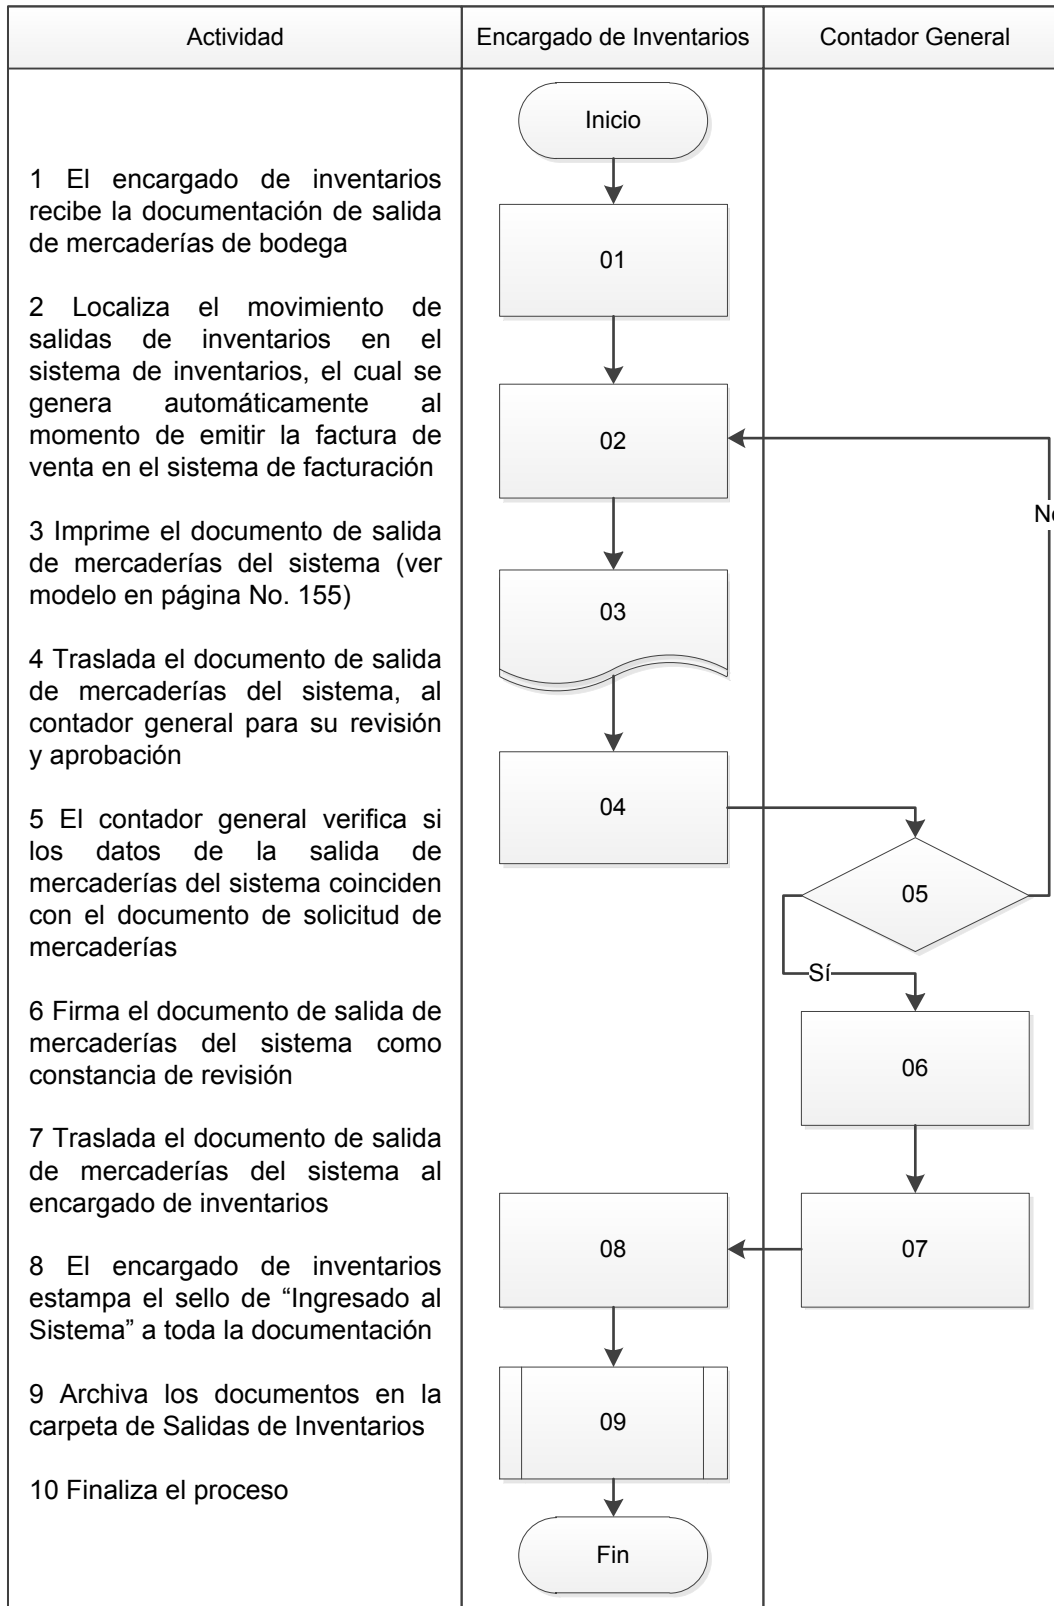 Actividad
Encargado de Inventarios
Contador General
1 El encargado de inventarios
recibe la documentación de salida
de mercaderías de bodega
2 Localiza el movimiento de
salidas de inventarios en el
sistema de inventarios, el cual se
genera automáticamente al
momento de emitir la factura de
venta en el sistema de facturación
3 Imprime el documento de salida
de mercaderías del sistema (ver
modelo en página No. 155)
4 Traslada el documento de salida
de mercaderías del sistema, al
contador general para su revisión
y aprobación
5 El contador general verifica si
los datos de la salida de
mercaderías del sistema coinciden
con el documento de solicitud de
mercaderías
6 Firma el documento de salida de
mercaderías del sistema como
constancia de revisión
7 Traslada el documento de salida
de mercaderías del sistema al
encargado de inventarios
8 El encargado de inventarios
estampa el sello de “Ingresado al
Sistema” a toda la documentación
9 Archiva los documentos en la
carpeta de Salidas de Inventarios
10 Finaliza el proceso
Inicio
01
02
No
03
04
05
Sí
06
07
08
09
Fin